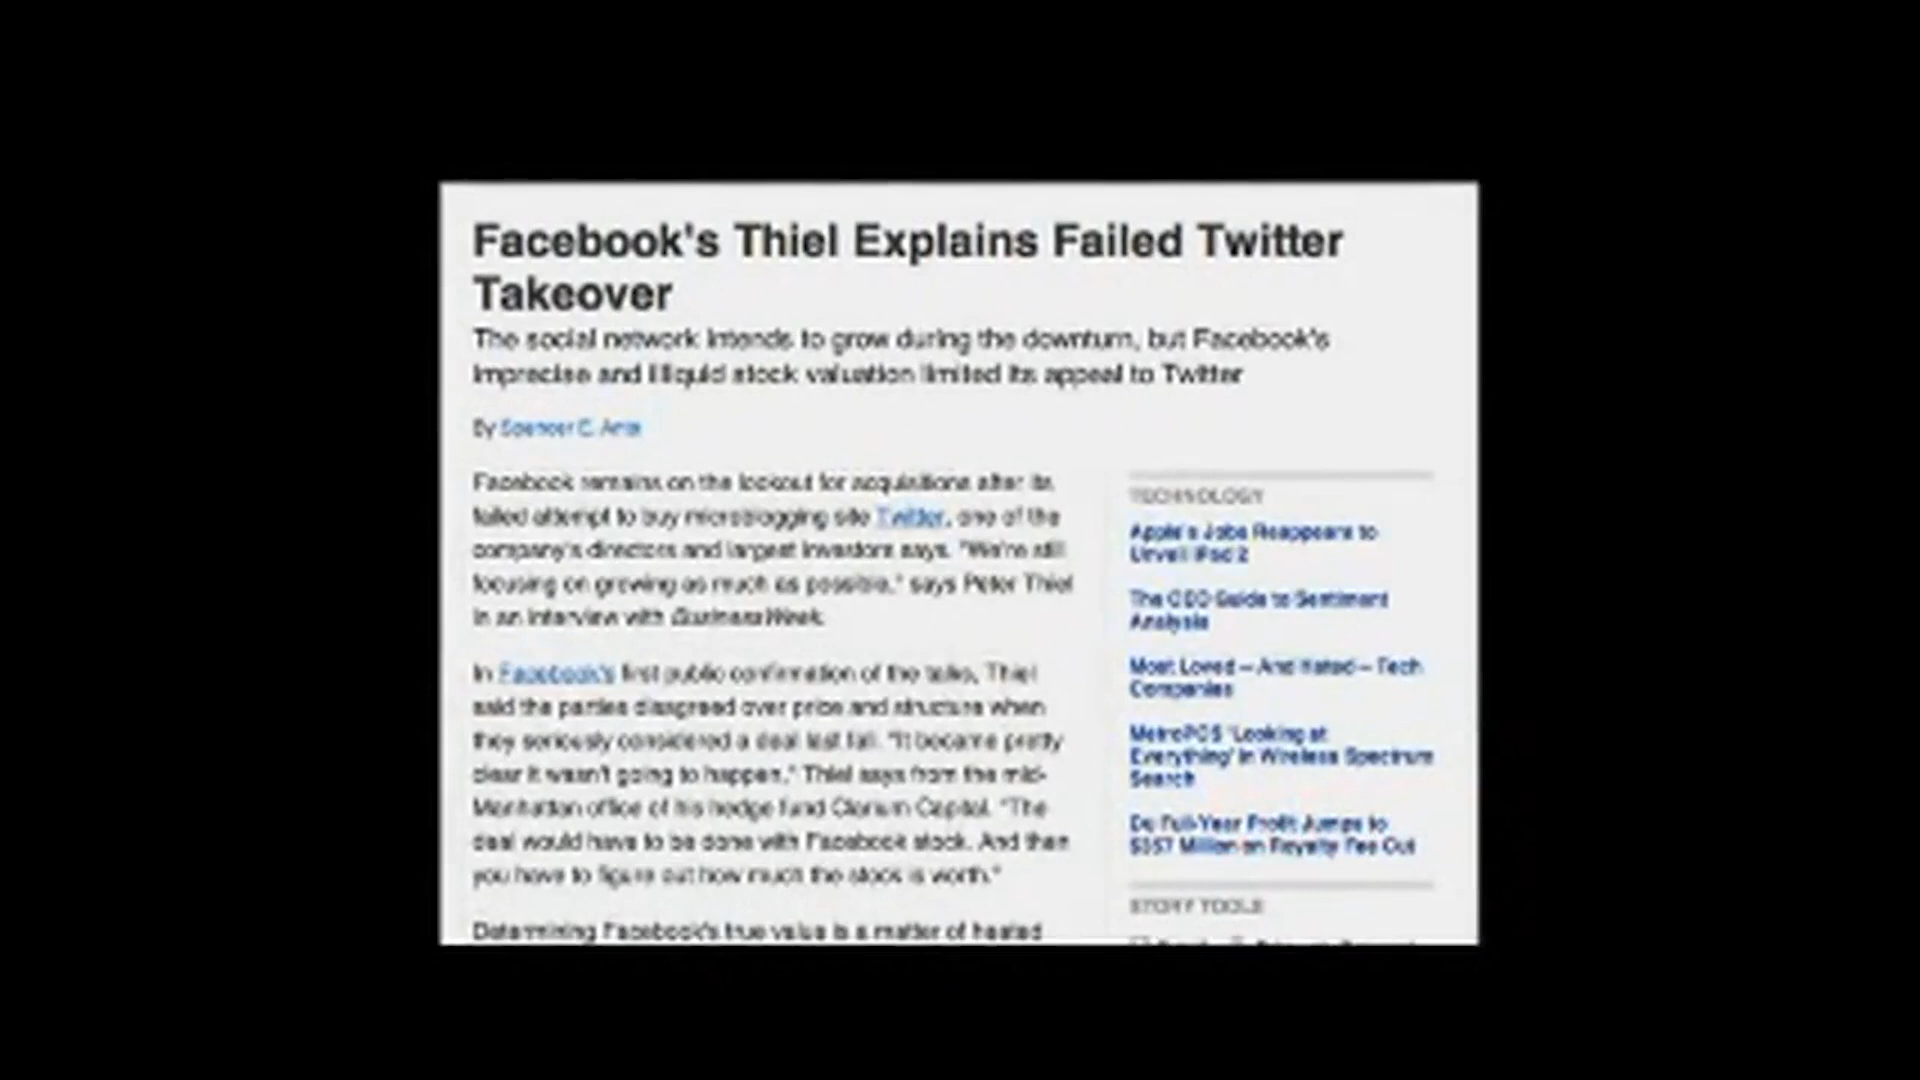 Facebook's Thiel Explains Failed Twitter
Takeover
The social network intends to grow during the downturn, but Facebook's
imprecise and illiquid stock valuation limited its appeal to Twitter
By Spencer E. Ante
Facebook remains on the lookout for acquisitions after its
failed attempt to buy microblogging site Twitter, one of the
company's directors and largest investors says. "We're still
focusing on growing as much as possible," says Peter Thiel
in an interview with BusinessWeek.
In Facebook's first public confirmation of the talks, Thiel
said the parties disagreed over price and structure when
they seriously considered a deal last fall. "It became pretty
clear it wasn't going to happen," Thiel says from the mid-
Manhattan office of his hedge fund Clarium Capital. "The
deal would have to be done with Facebook stock. And then
you have to figure out how much the stock is worth."
Determining Facebook's true value is a matter of heated
TECHNOLOGY
Apple's Jobs Reappears to
Unveil iPad 2
The CEO Guide to Sentiment
Analysis
Most Loved – And Hated – Tech
Companies
MetroPCS 'Looking at
Everything' in Wireless Spectrum
Search
Full-Year Profit Jumps to
Million on Royalty Fee Cut
STORY TOOLS